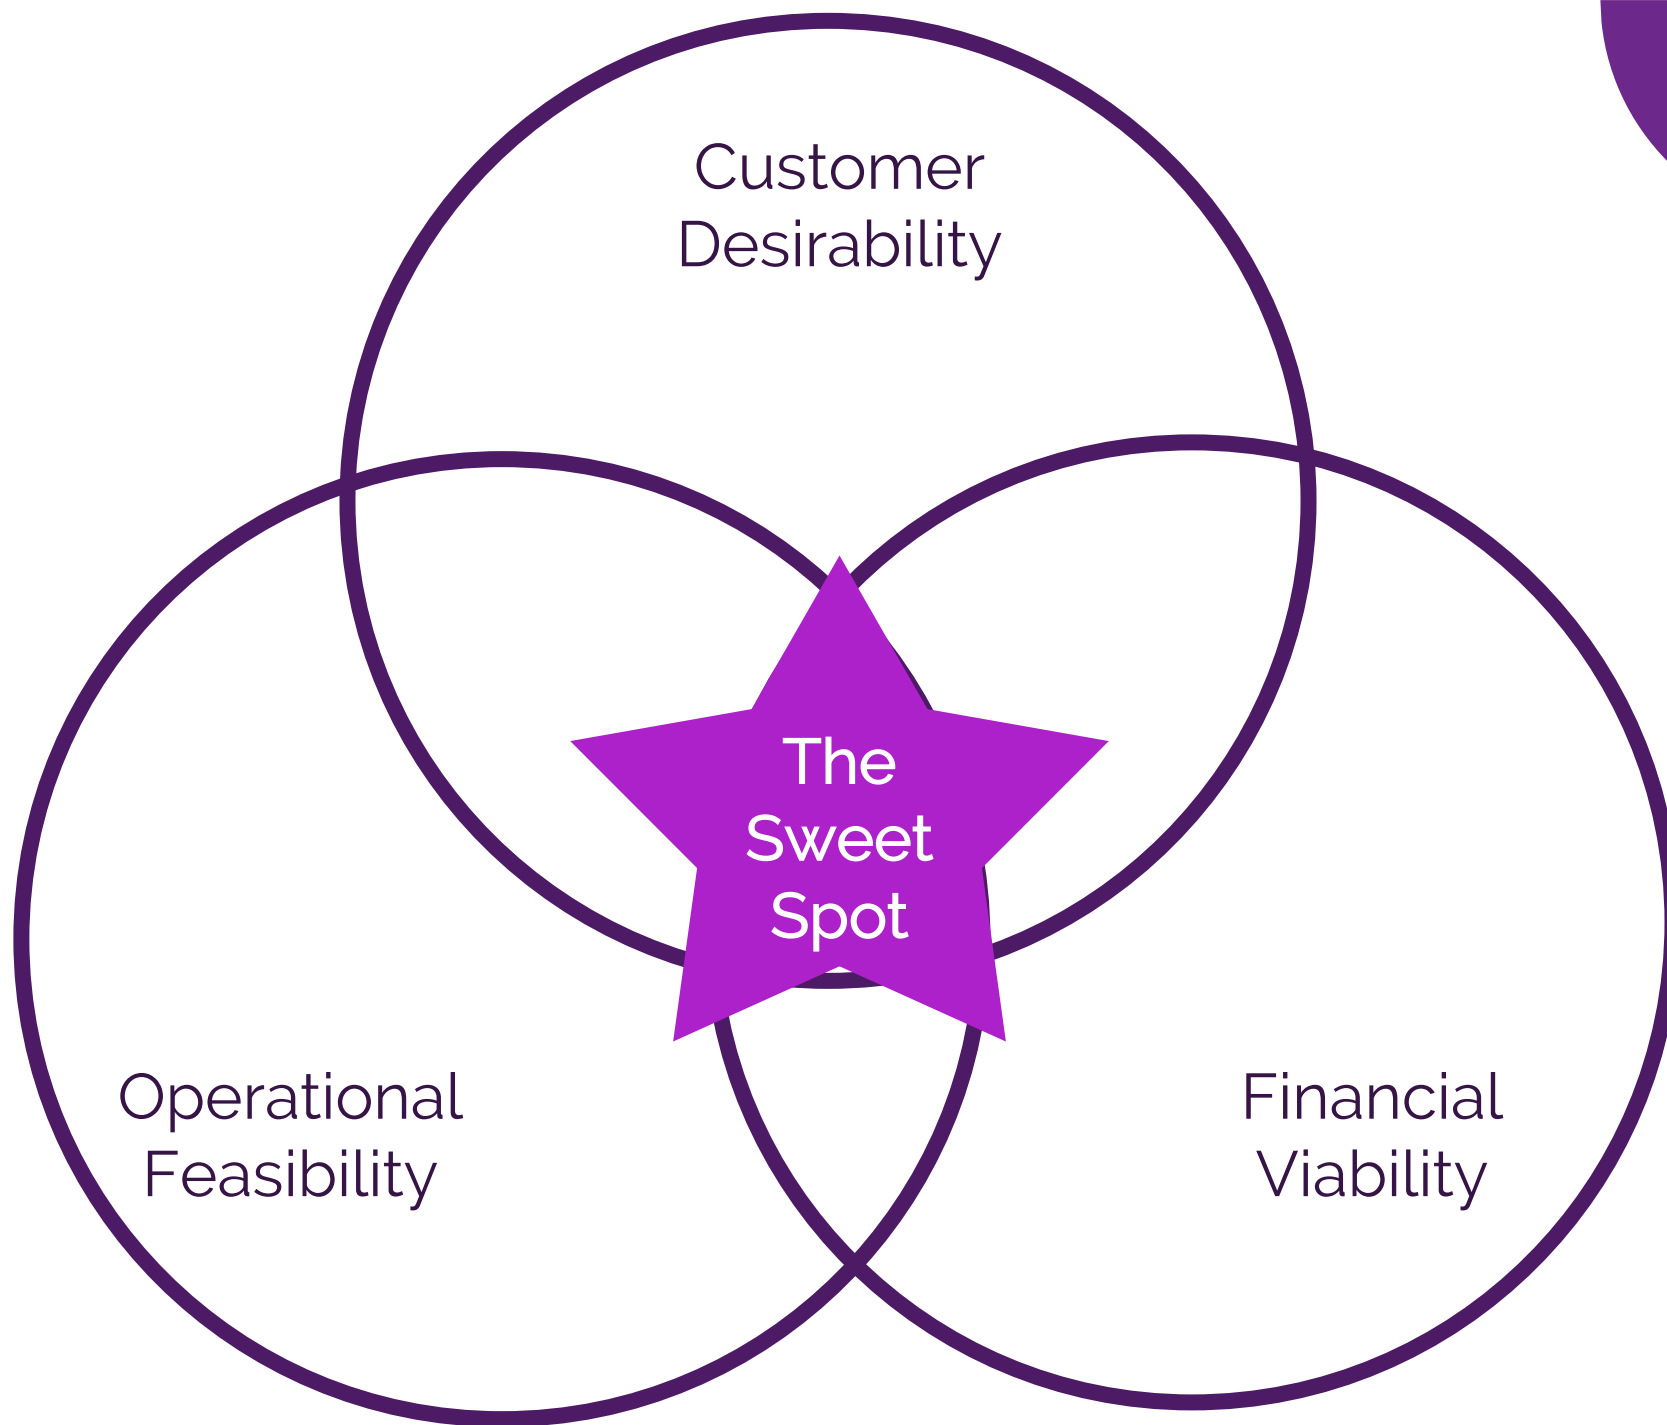 Customer
Desirability
The
Sweet
Spot
Operational
Feasibility
Financial
Viability